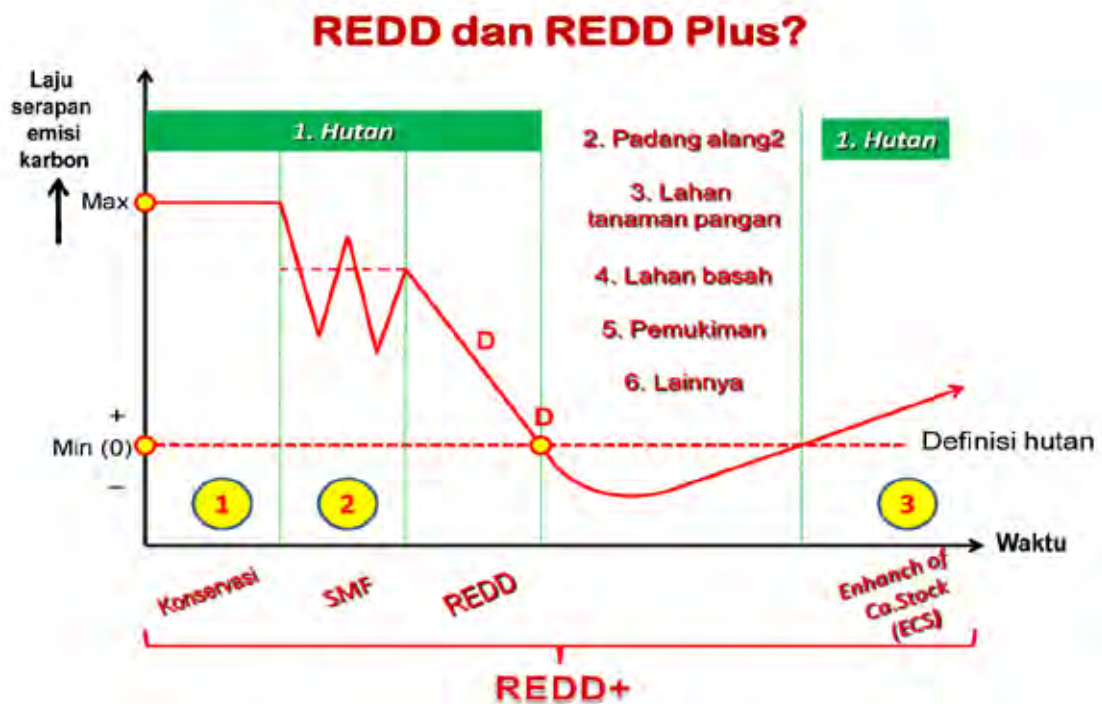 REDD dan REDD Plus?
Laju
serapan
emisi
karbon
Max
+
Min (0)
–
1. Hutan
2. Padang alang2
3. Lahan
tanaman pangan
4. Lahan basah
5. Pemukiman
6. Lainnya
1. Hutan
D
D
Definisi hutan
1
2
3
Waktu
Konservasi
SMF
REDD
Enhanch of
Ca.Stock
(ECS)
REDD+